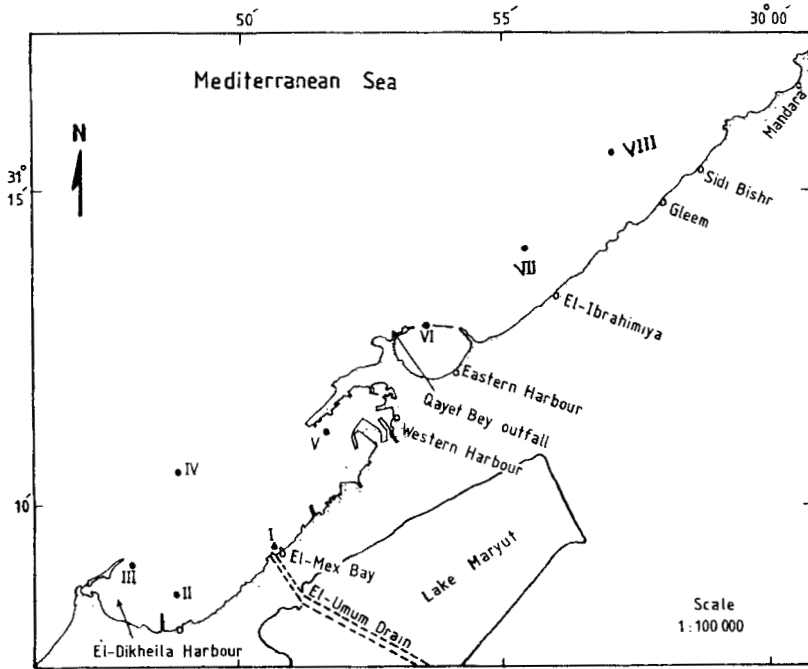 50′
55′
30° 00′
Mediterranean Sea
N
31°
15′
Mandara
VIII
Sidi Bishr
Gleem
VII
El-Ibrahimiya
VI
Eastern Harbour
Qayet Bey outfall
V
Western Harbour
IV
10′
I
El-Mex Bay
III
II
Lake Maryut
El-Umum Drain
El-Dikheila Harbour
Scale
1:100 000